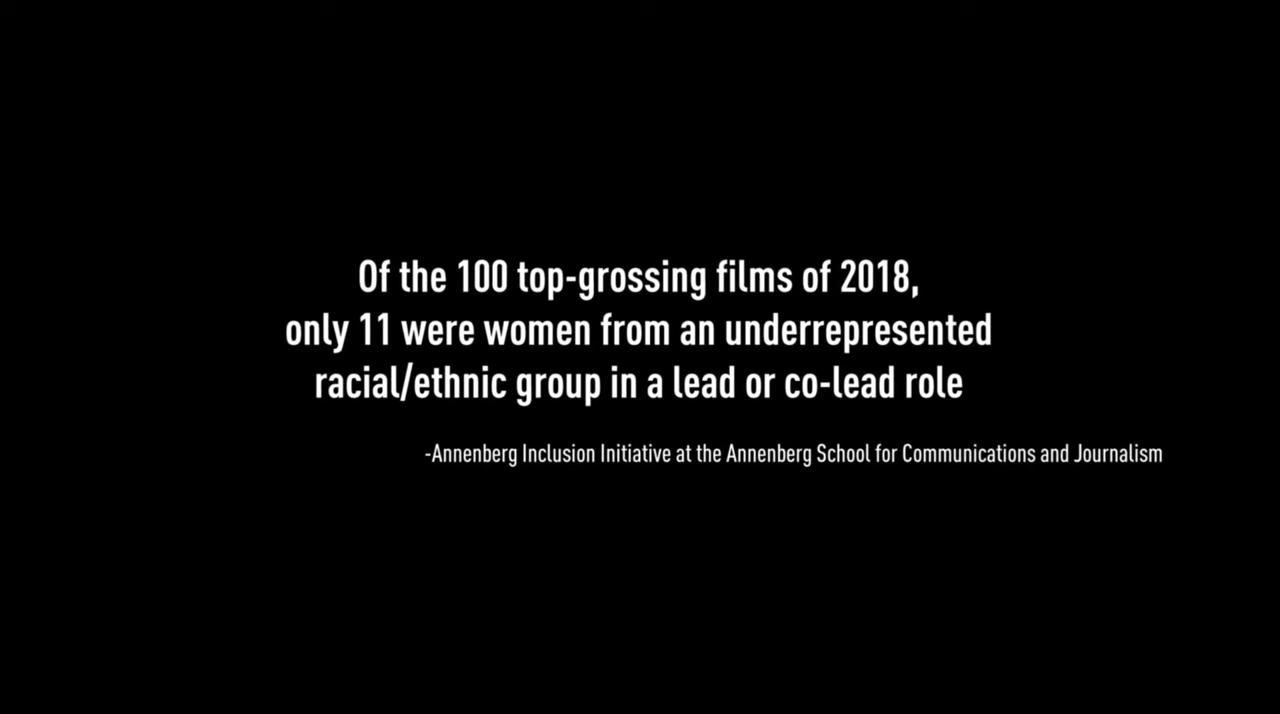 Of the 100 top-grossing films of 2018,
only 11 were women from an underrepresented
racial/ethnic group in a lead or co-lead role
-Annenberg Inclusion Initiative at the Annenberg School for Communications and Journalism